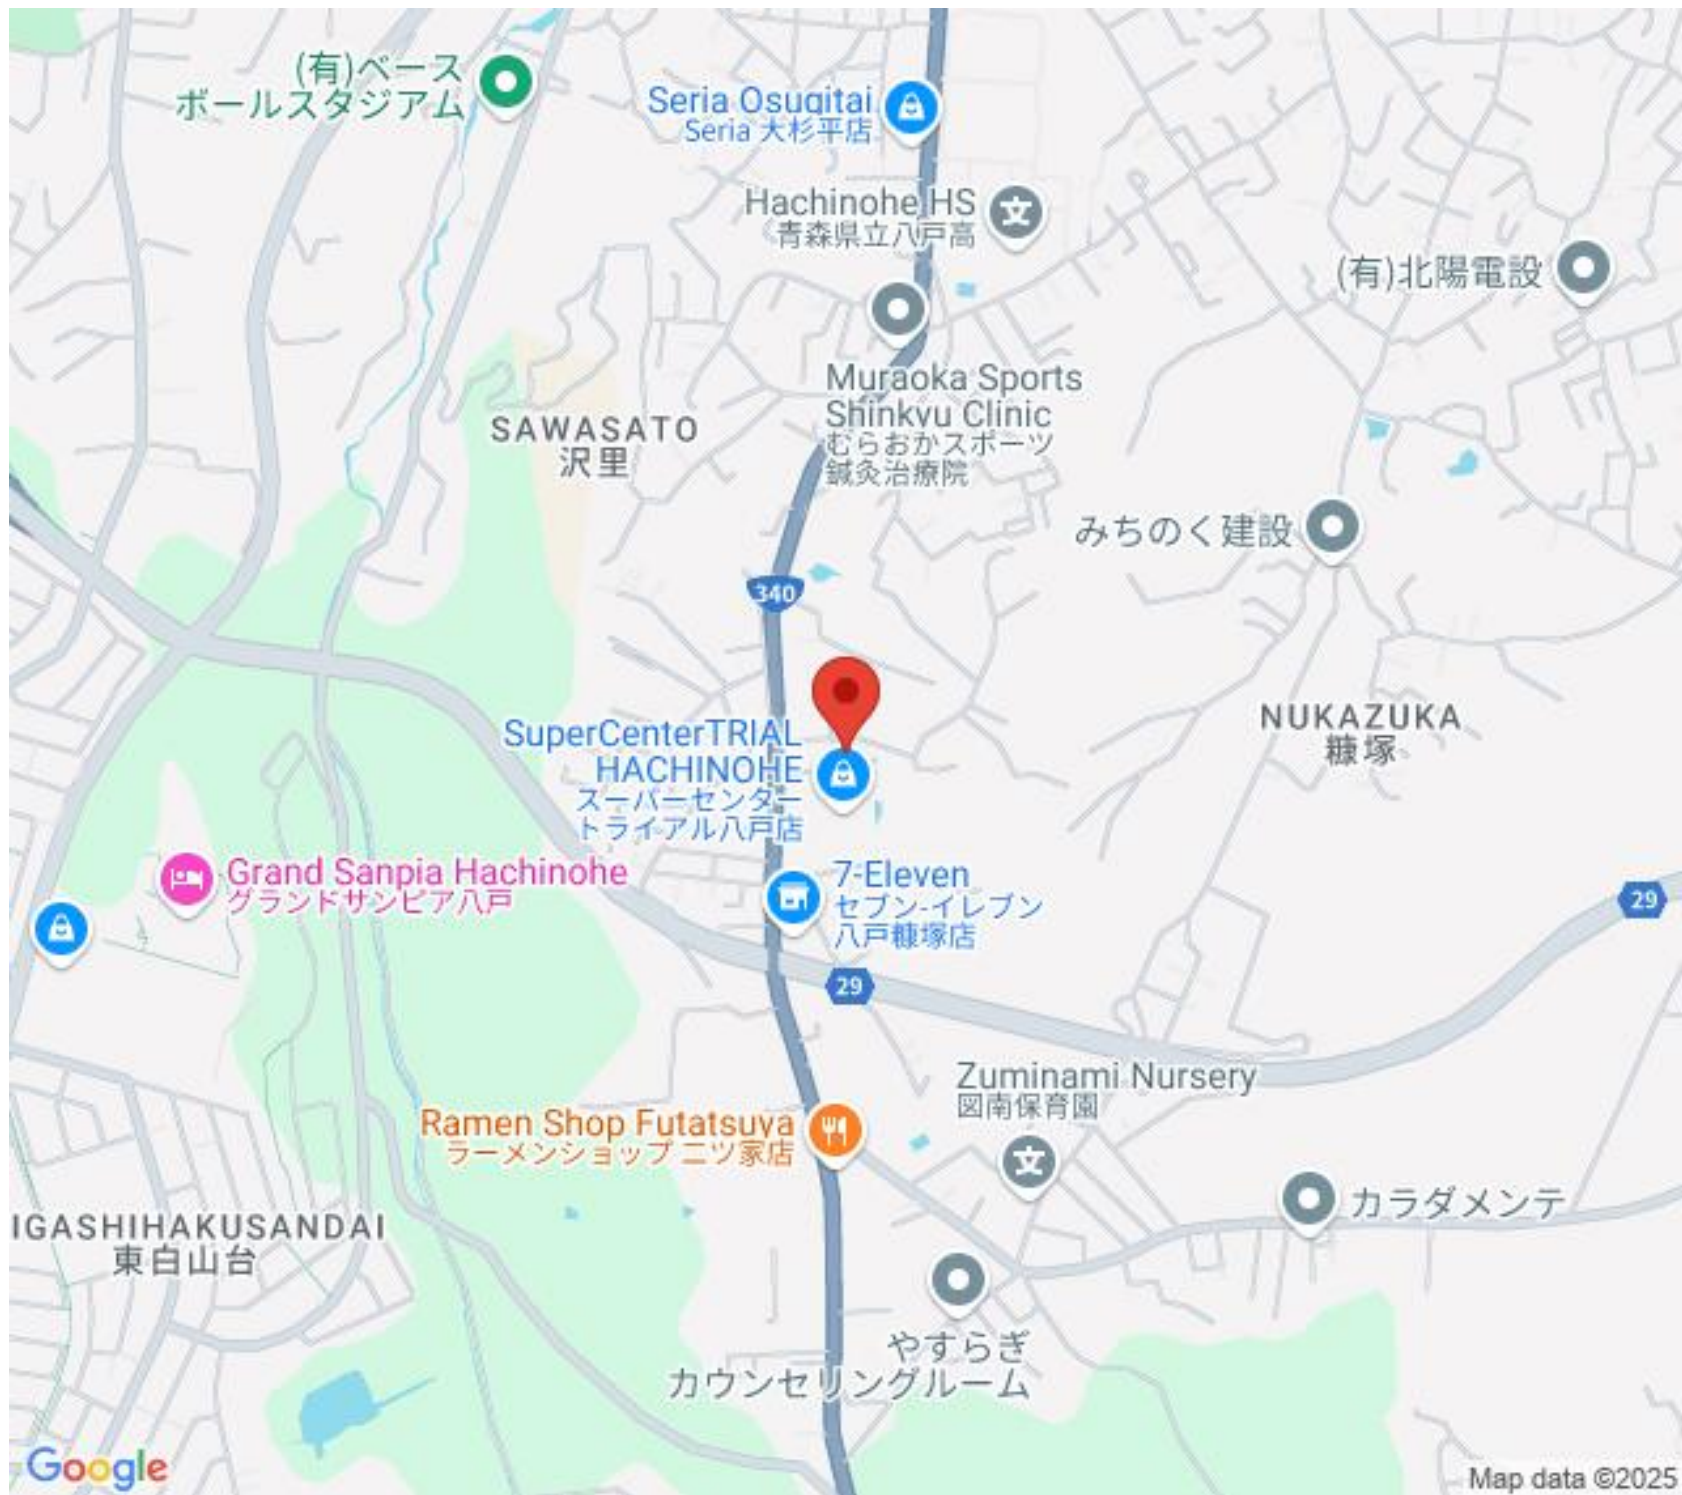 (有)ベース
ボールスタジアム
Seria Osugitai
Seria 大杉平店
Hachinohe HS
青森県立八戸高
(有)北陽電設
Muraoka Sports
Shinkyu Clinic
むらおかスポーツ
鍼灸治療院
SAWASATO
沢里
みちのく建設
340
NUKAZUKA
糠塚
SuperCenterTRIAL
HACHINOHE
スーパーセンター
トライアル八戸店
Grand Sanpia Hachinohe
グランドサンピア八戸
7-Eleven
セブン-イレブン
八戸糠塚店
29
29
Zuminami Nursery
図南保育園
Ramen Shop Futatsuya
ラーメンショップ 二ツ家店
カラダメンテ
IGASHIHAKUSANDAI
東白山台
やすらぎ
カウンセリングルーム
Google
Map data ©2025